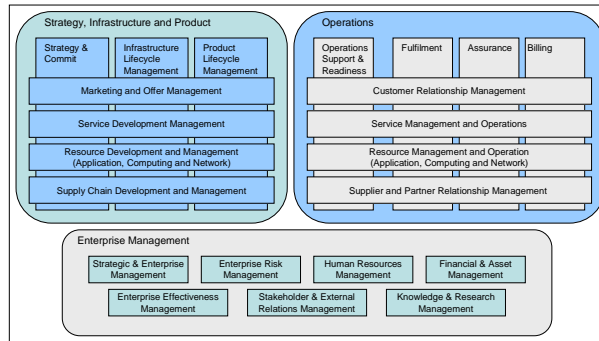 Strategy, Infrastructure and Product
Strategy &
Commit
Infrastructure
Lifecycle
Management
Product
Lifecycle
Management
Marketing and Offer Management
Service Development Management
Resource Development and Management
(Application, Computing and Network)
Supply Chain Development and Management
Operations
Operations
Support &
Readiness
Fulfilment
Assurance
Billing
Customer Relationship Management
Service Management and Operations
Resource Management and Operation
(Application, Computing and Network)
Supplier and Partner Relationship Management
Enterprise Management
Strategic & Enterprise
Management
Enterprise Risk
Management
Human Resources
Management
Financial & Asset
Management
Enterprise Effectiveness
Management
Stakeholder & External
Relations Management
Knowledge & Research
Management